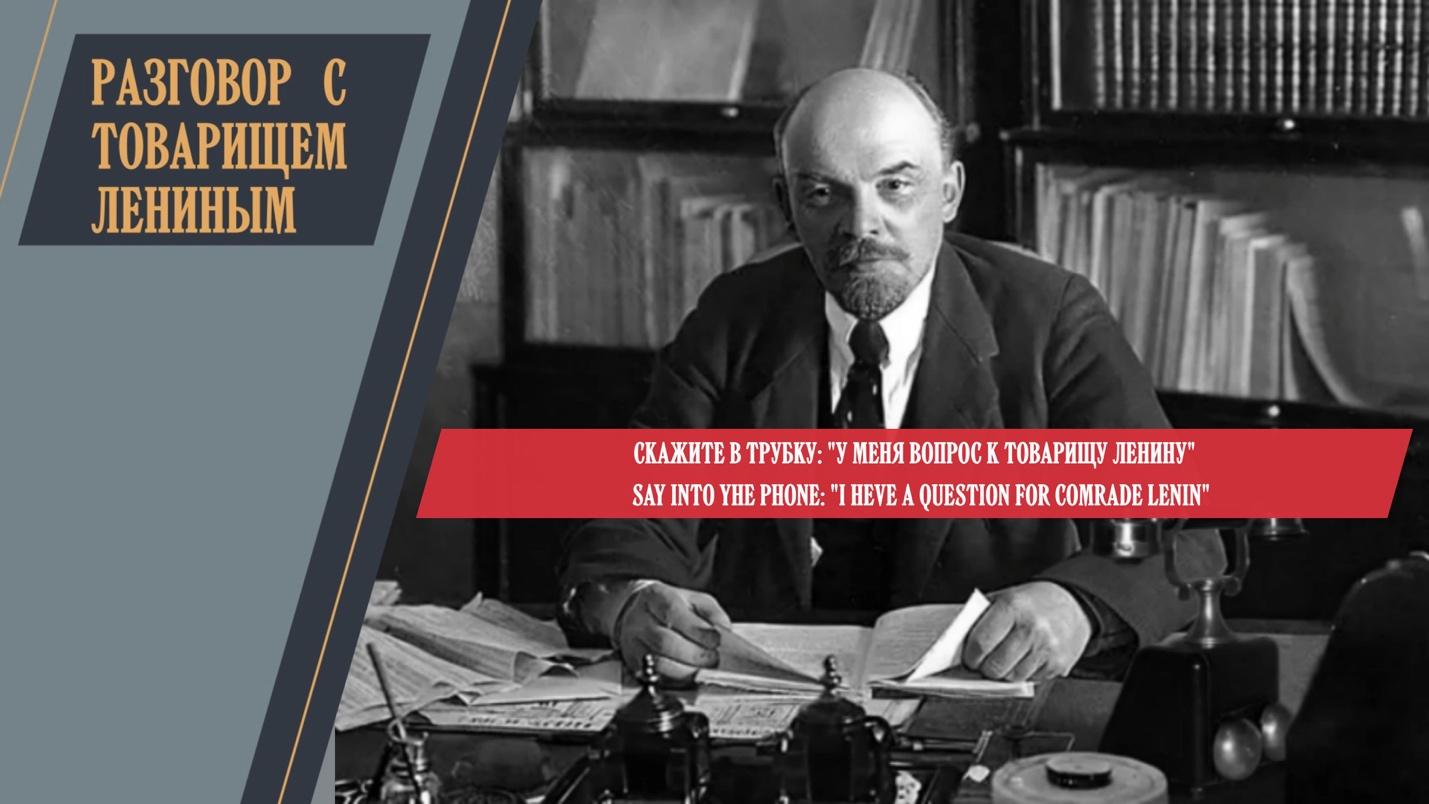 РАЗГОВОР С
ТОВАРИЩЕМ
ЛЕНИНЫМ
СКАЖИТЕ В ТРУБКУ: "У МЕНЯ ВОПРОС К ТОВАРИЩУ ЛЕНИНУ"
SAY INTO YHE PHONE: "I HEVE A QUESTION FOR COMRADE LENIN"